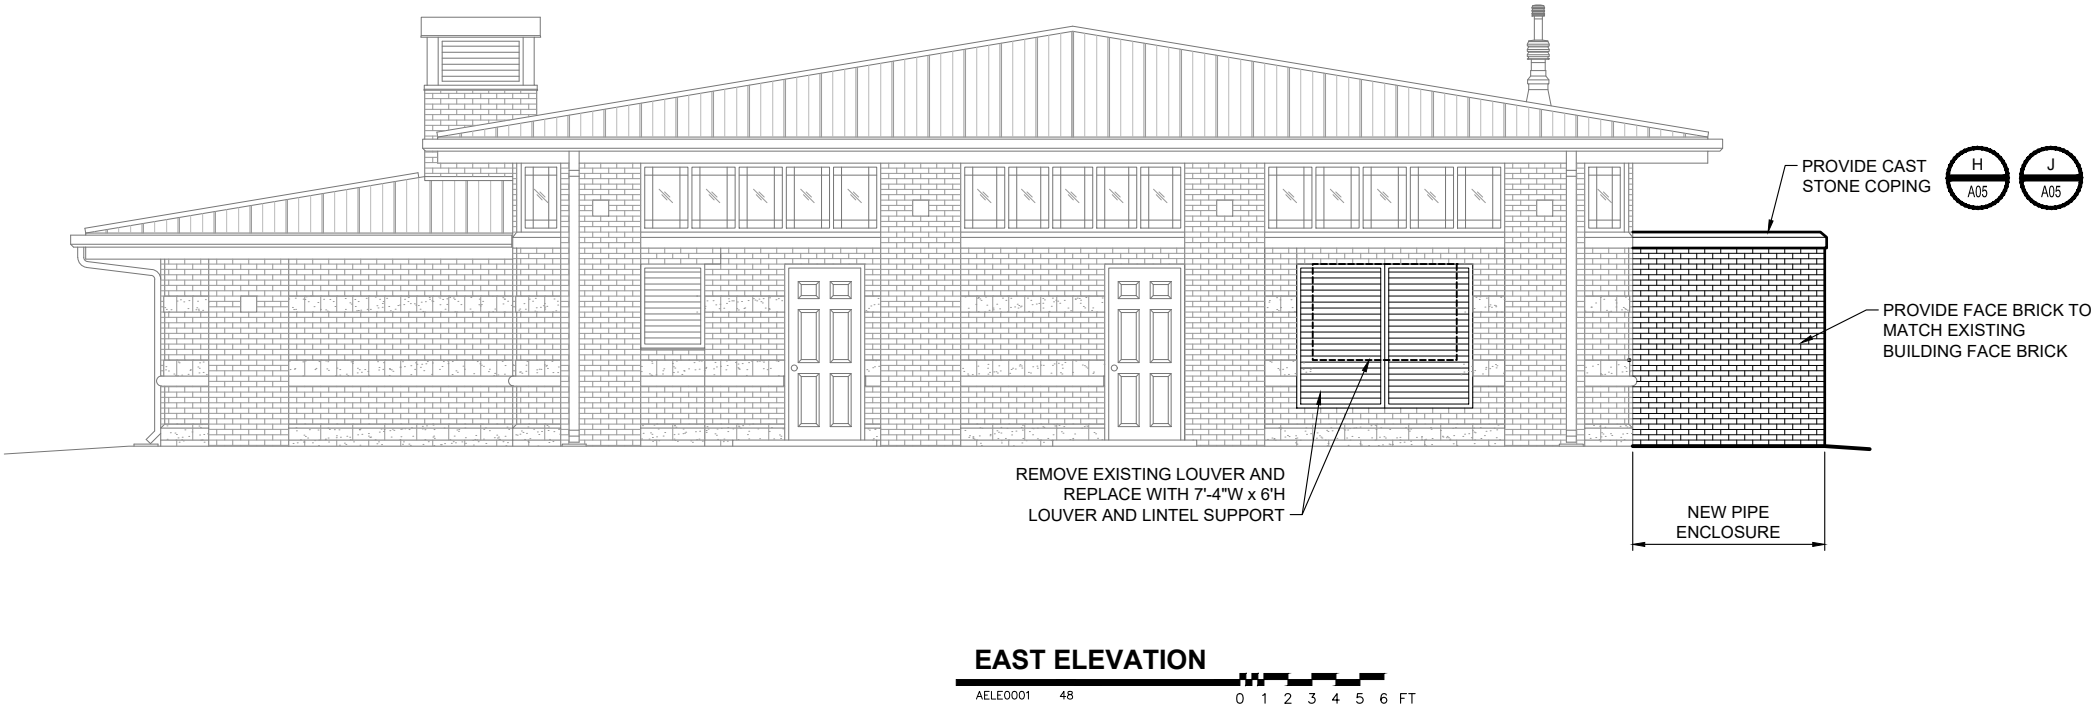 PROVIDE CAST
STONE COPING
H
A05
J
A05
PROVIDE FACE BRICK TO
MATCH EXISTING
BUILDING FACE BRICK
REMOVE EXISTING LOUVER AND
REPLACE WITH 7'-4"W x 6'H
LOUVER AND LINTEL SUPPORT
NEW PIPE
ENCLOSURE
EAST ELEVATION
AELE0001 48
0 1 2 3 4 5 6 FT